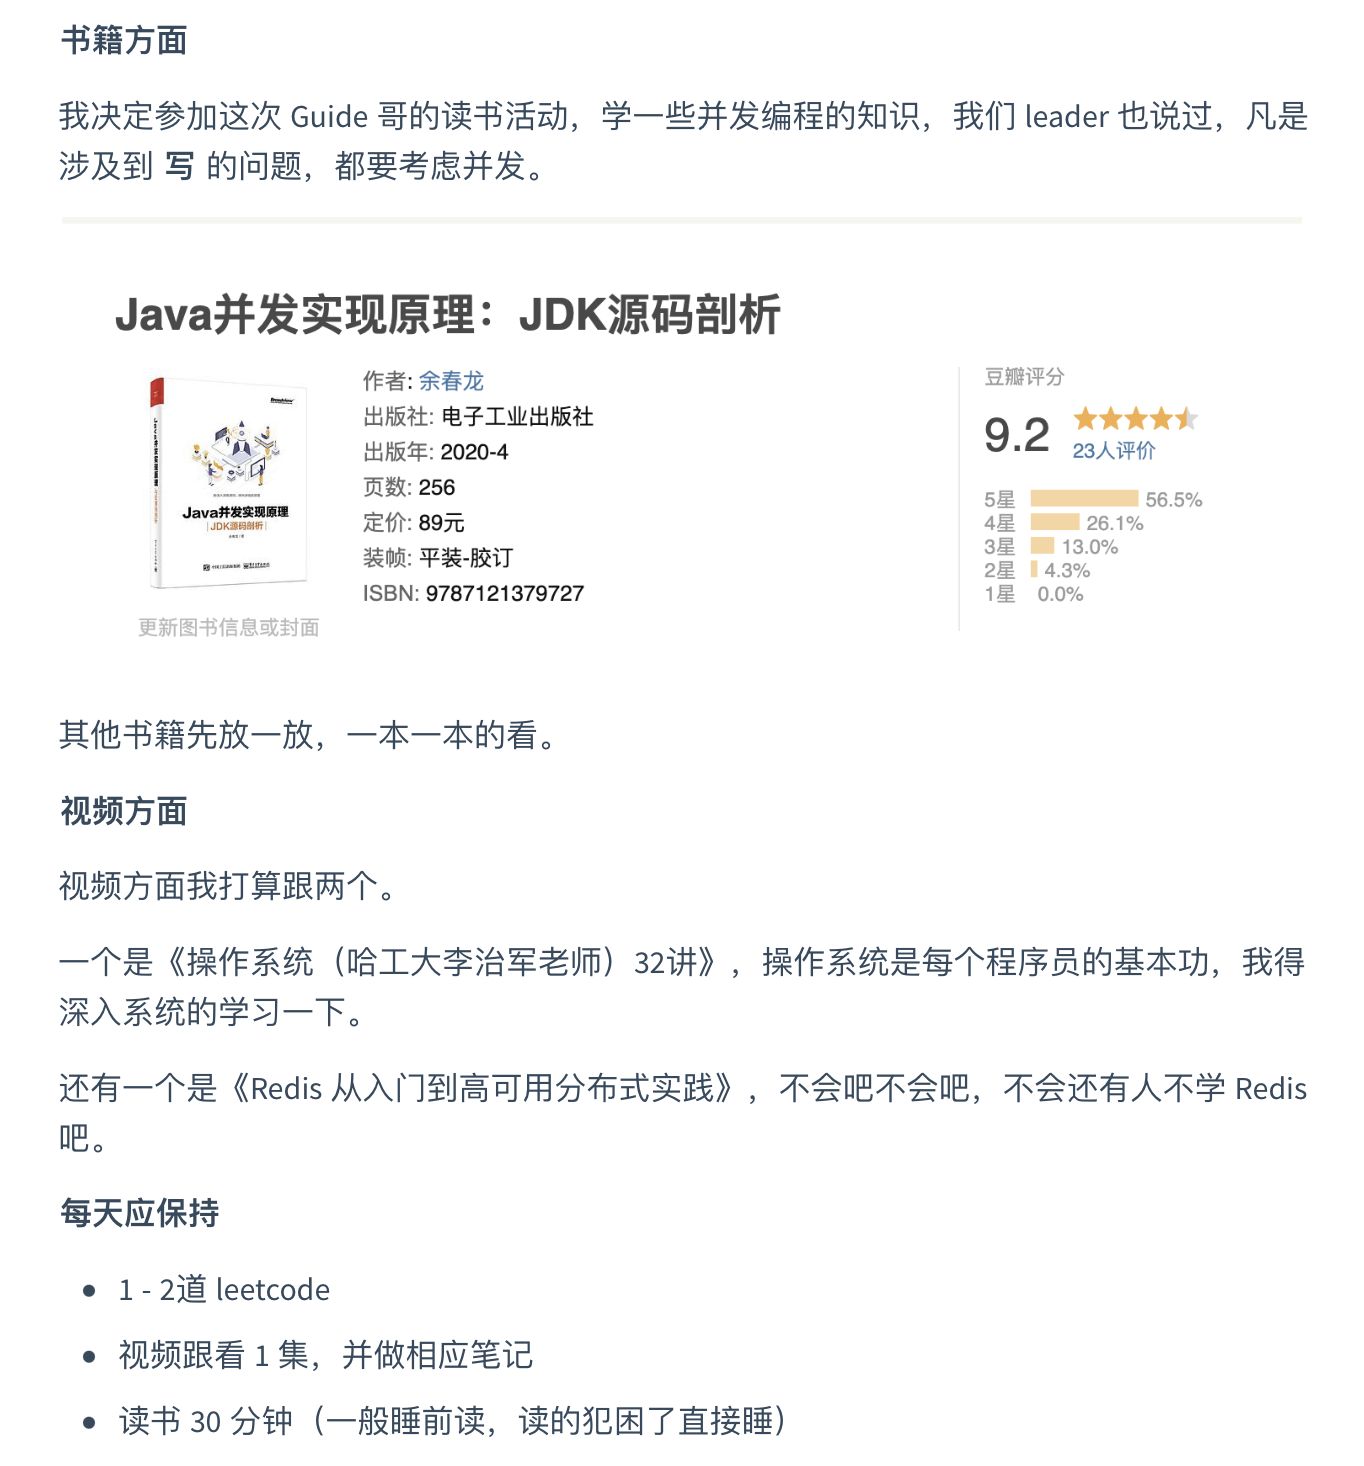 书籍方面
我决定参加这次 Guide 哥的读书活动，学一些并发编程的知识，我们 leader 也说过，凡是
涉及到 写 的问题，都要考虑并发。
Java并发实现原理：JDK源码剖析
作者: 余春龙
出版社: 电子工业出版社
出版年: 2020-4
页数: 256
定价: 89元
装帧: 平装-胶订
ISBN: 9787121379727
Java并发实现原理
JDK源码剖析
更新图书信息或封面
豆瓣评分
9.2
23人评价
5星 56.5%
4星 26.1%
3星 13.0%
2星 4.3%
1星 0.0%
其他书籍先放一放，一本一本的看。
视频方面
视频方面我打算跟两个。
一个是《操作系统（哈工大李治军老师）32讲》，操作系统是每个程序员的基本功，我得
深入系统的学习一下。
还有一个是《Redis 从入门到高可用分布式实践》，不会吧不会吧，不会还有人不学 Redis
吧。
每天应保持
1 - 2道 leetcode
视频跟看 1 集，并做相应笔记
读书 30 分钟（一般睡前读，读的犯困了直接睡）